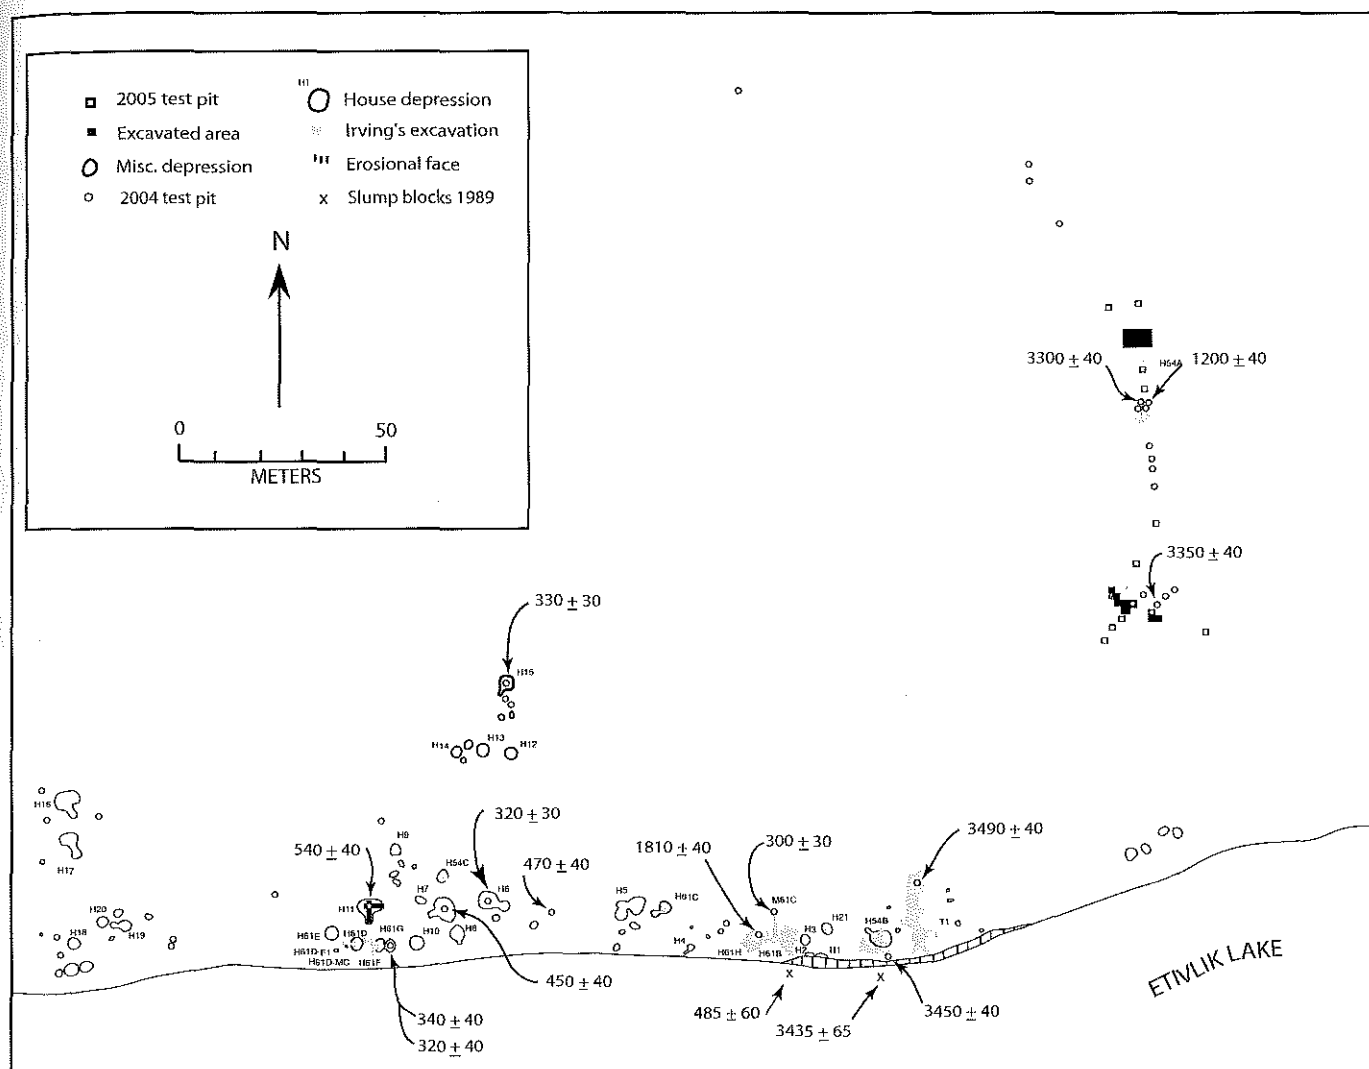 H1
2005 test pit
House depression
Excavated area
Irving's excavation
Misc. depression
Erosional face
2004 test pit
x Slump blocks 1989
N
0 50
METERS
3300 ± 40
H54A
1200 ± 40
3350 ± 40
330 ± 30
H15
H14
H13
H12
H16
H17
320 ± 30
540 ± 40
H9
H54C
470 ± 40
1810 ± 40
300 ± 30
3490 ± 40
H11
H7
H6
H5
H61C
M61C
H20
H19
H18
H61E
H61D
H61G
H10
H8
H4
H3
H21
H54B
T1
H61D-F1
H61D-MC
H61F
H61H
H61B
H2
H1
450 ± 40
x
x
485 ± 60
3435 ± 65
3450 ± 40
340 ± 40
320 ± 40
ETIVLIK LAKE